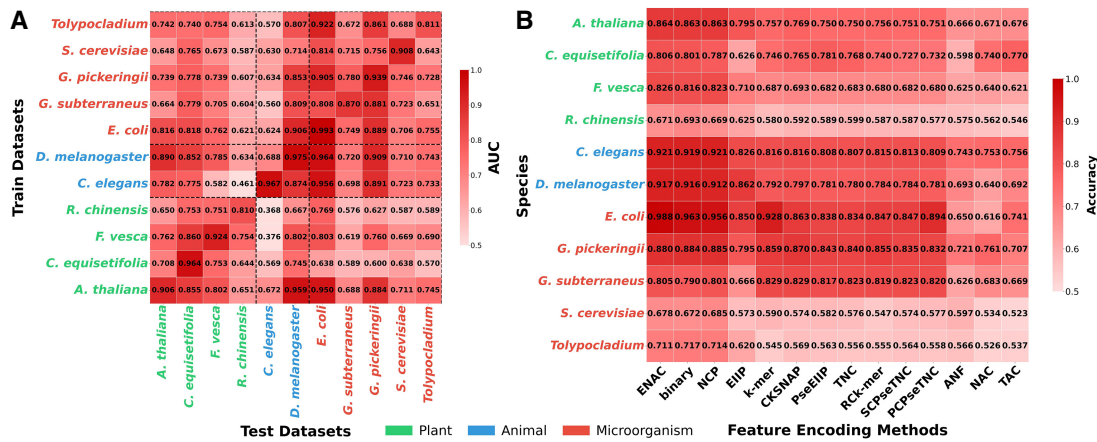 A
Train Datasets
Tolypocladium 0.742 0.740 0.754 0.613 0.570 0.807 0.922 0.672 0.861 0.688 0.811
S. cerevisiae 0.648 0.765 0.673 0.587 0.630 0.714 0.814 0.715 0.756 0.908 0.643
G. pickeringii 0.739 0.778 0.739 0.607 0.634 0.853 0.905 0.780 0.939 0.746 0.728
G. subterraneus 0.664 0.779 0.705 0.604 0.560 0.809 0.808 0.870 0.881 0.723 0.651
E. coli 0.816 0.818 0.762 0.621 0.624 0.906 0.993 0.749 0.889 0.706 0.755
D. melanogaster 0.890 0.852 0.785 0.634 0.688 0.975 0.964 0.720 0.909 0.710 0.743
C. elegans 0.782 0.775 0.582 0.461 0.967 0.874 0.956 0.698 0.891 0.723 0.733
R. chinensis 0.650 0.753 0.751 0.810 0.368 0.667 0.769 0.576 0.627 0.587 0.589
F. vesca 0.762 0.860 0.924 0.754 0.376 0.802 0.803 0.619 0.760 0.669 0.690
C. equisetifolia 0.708 0.964 0.753 0.644 0.569 0.745 0.638 0.589 0.600 0.638 0.570
A. thaliana 0.906 0.855 0.802 0.651 0.672 0.959 0.950 0.688 0.884 0.711 0.745
A. thaliana
C. equisetifolia
F. vesca
R. chinensis
C. elegans
D. melanogaster
E. coli
G. subterraneus
G. pickeringii
S. cerevisiae
Tolypocladium
Test Datasets
1.0
0.9
0.8
0.7
0.6
0.5
AUC
B
Species
A. thaliana 0.864 0.863 0.863 0.795 0.757 0.769 0.750 0.750 0.756 0.751 0.751 0.666 0.671 0.676
C. equisetifolia 0.806 0.801 0.787 0.626 0.746 0.765 0.781 0.768 0.740 0.727 0.732 0.598 0.740 0.770
F. vesca 0.826 0.816 0.823 0.710 0.687 0.693 0.682 0.683 0.680 0.682 0.680 0.625 0.640 0.621
R. chinensis 0.671 0.693 0.699 0.625 0.580 0.592 0.589 0.599 0.587 0.587 0.577 0.575 0.562 0.546
C. elegans 0.921 0.919 0.921 0.826 0.816 0.816 0.808 0.807 0.815 0.813 0.809 0.743 0.753 0.756
D. melanogaster 0.917 0.916 0.912 0.862 0.792 0.797 0.781 0.780 0.784 0.784 0.781 0.693 0.640 0.692
E. coli 0.988 0.963 0.956 0.850 0.928 0.863 0.838 0.834 0.847 0.847 0.894 0.650 0.616 0.741
G. pickeringii 0.880 0.884 0.885 0.795 0.859 0.870 0.843 0.840 0.855 0.835 0.832 0.721 0.761 0.707
G. subterraneus 0.805 0.790 0.801 0.666 0.829 0.829 0.817 0.818 0.819 0.823 0.820 0.626 0.683 0.669
S. cerevisiae 0.678 0.672 0.685 0.573 0.590 0.574 0.582 0.576 0.547 0.574 0.577 0.597 0.534 0.523
Tolypocladium 0.711 0.717 0.714 0.620 0.545 0.569 0.563 0.556 0.555 0.564 0.558 0.566 0.526 0.537
ENAC
binary
NCP
EIIP
k-mer
CKSNAP
PseEIIP
TNC
RCk-mer
SCPseTNC
PCPseTNC
ANF
NAC
TAC
Feature Encoding Methods
1.0
0.9
0.8
0.7
0.6
0.5
Accuracy
Plant
Animal
Microorganism